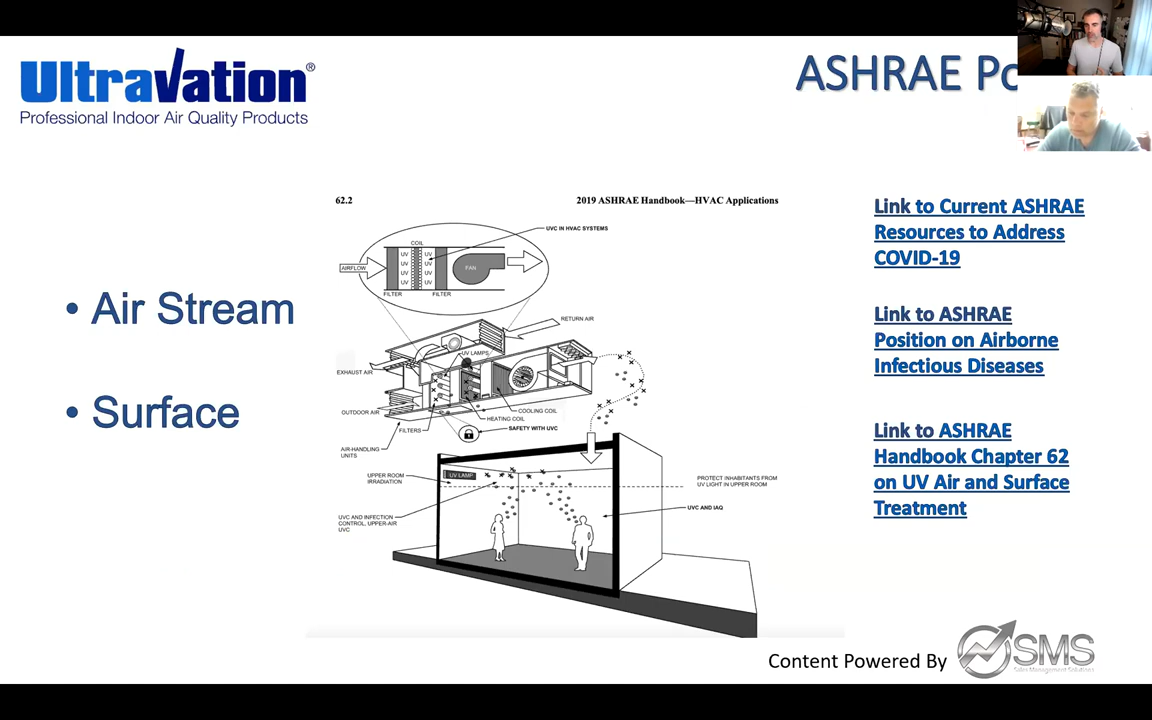 Ultravation®
Professional Indoor Air Quality Products
ASHRAE Po
• Air Stream
• Surface
62.2
2019 ASHRAE Handbook—HVAC Applications
UVC IN HVAC SYSTEMS
COIL
UV UV
UV UV
UV UV
UV UV
AIRFLOW
FAN
FILTER
FILTER
RETURN AIR
UV LAMPS
EXHAUST AIR
OUTDOOR AIR
COOLING COIL
HEATING COIL
FILTERS
SAFETY WITH UVC
AIR-HANDLING
UNITS
UPPER ROOM
IRRADIATION
UV LAMP
PROTECT INHABITANTS FROM
UV LIGHT IN UPPER ROOM
UVC AND IAQ
UVC AND INFECTION
CONTROL, UPPER-AIR
UVC
Link to Current ASHRAE
Resources to Address
COVID-19
Link to ASHRAE
Position on Airborne
Infectious Diseases
Link to ASHRAE
Handbook Chapter 62
on UV Air and Surface
Treatment
Content Powered By
SMS
Sales Management Solutions